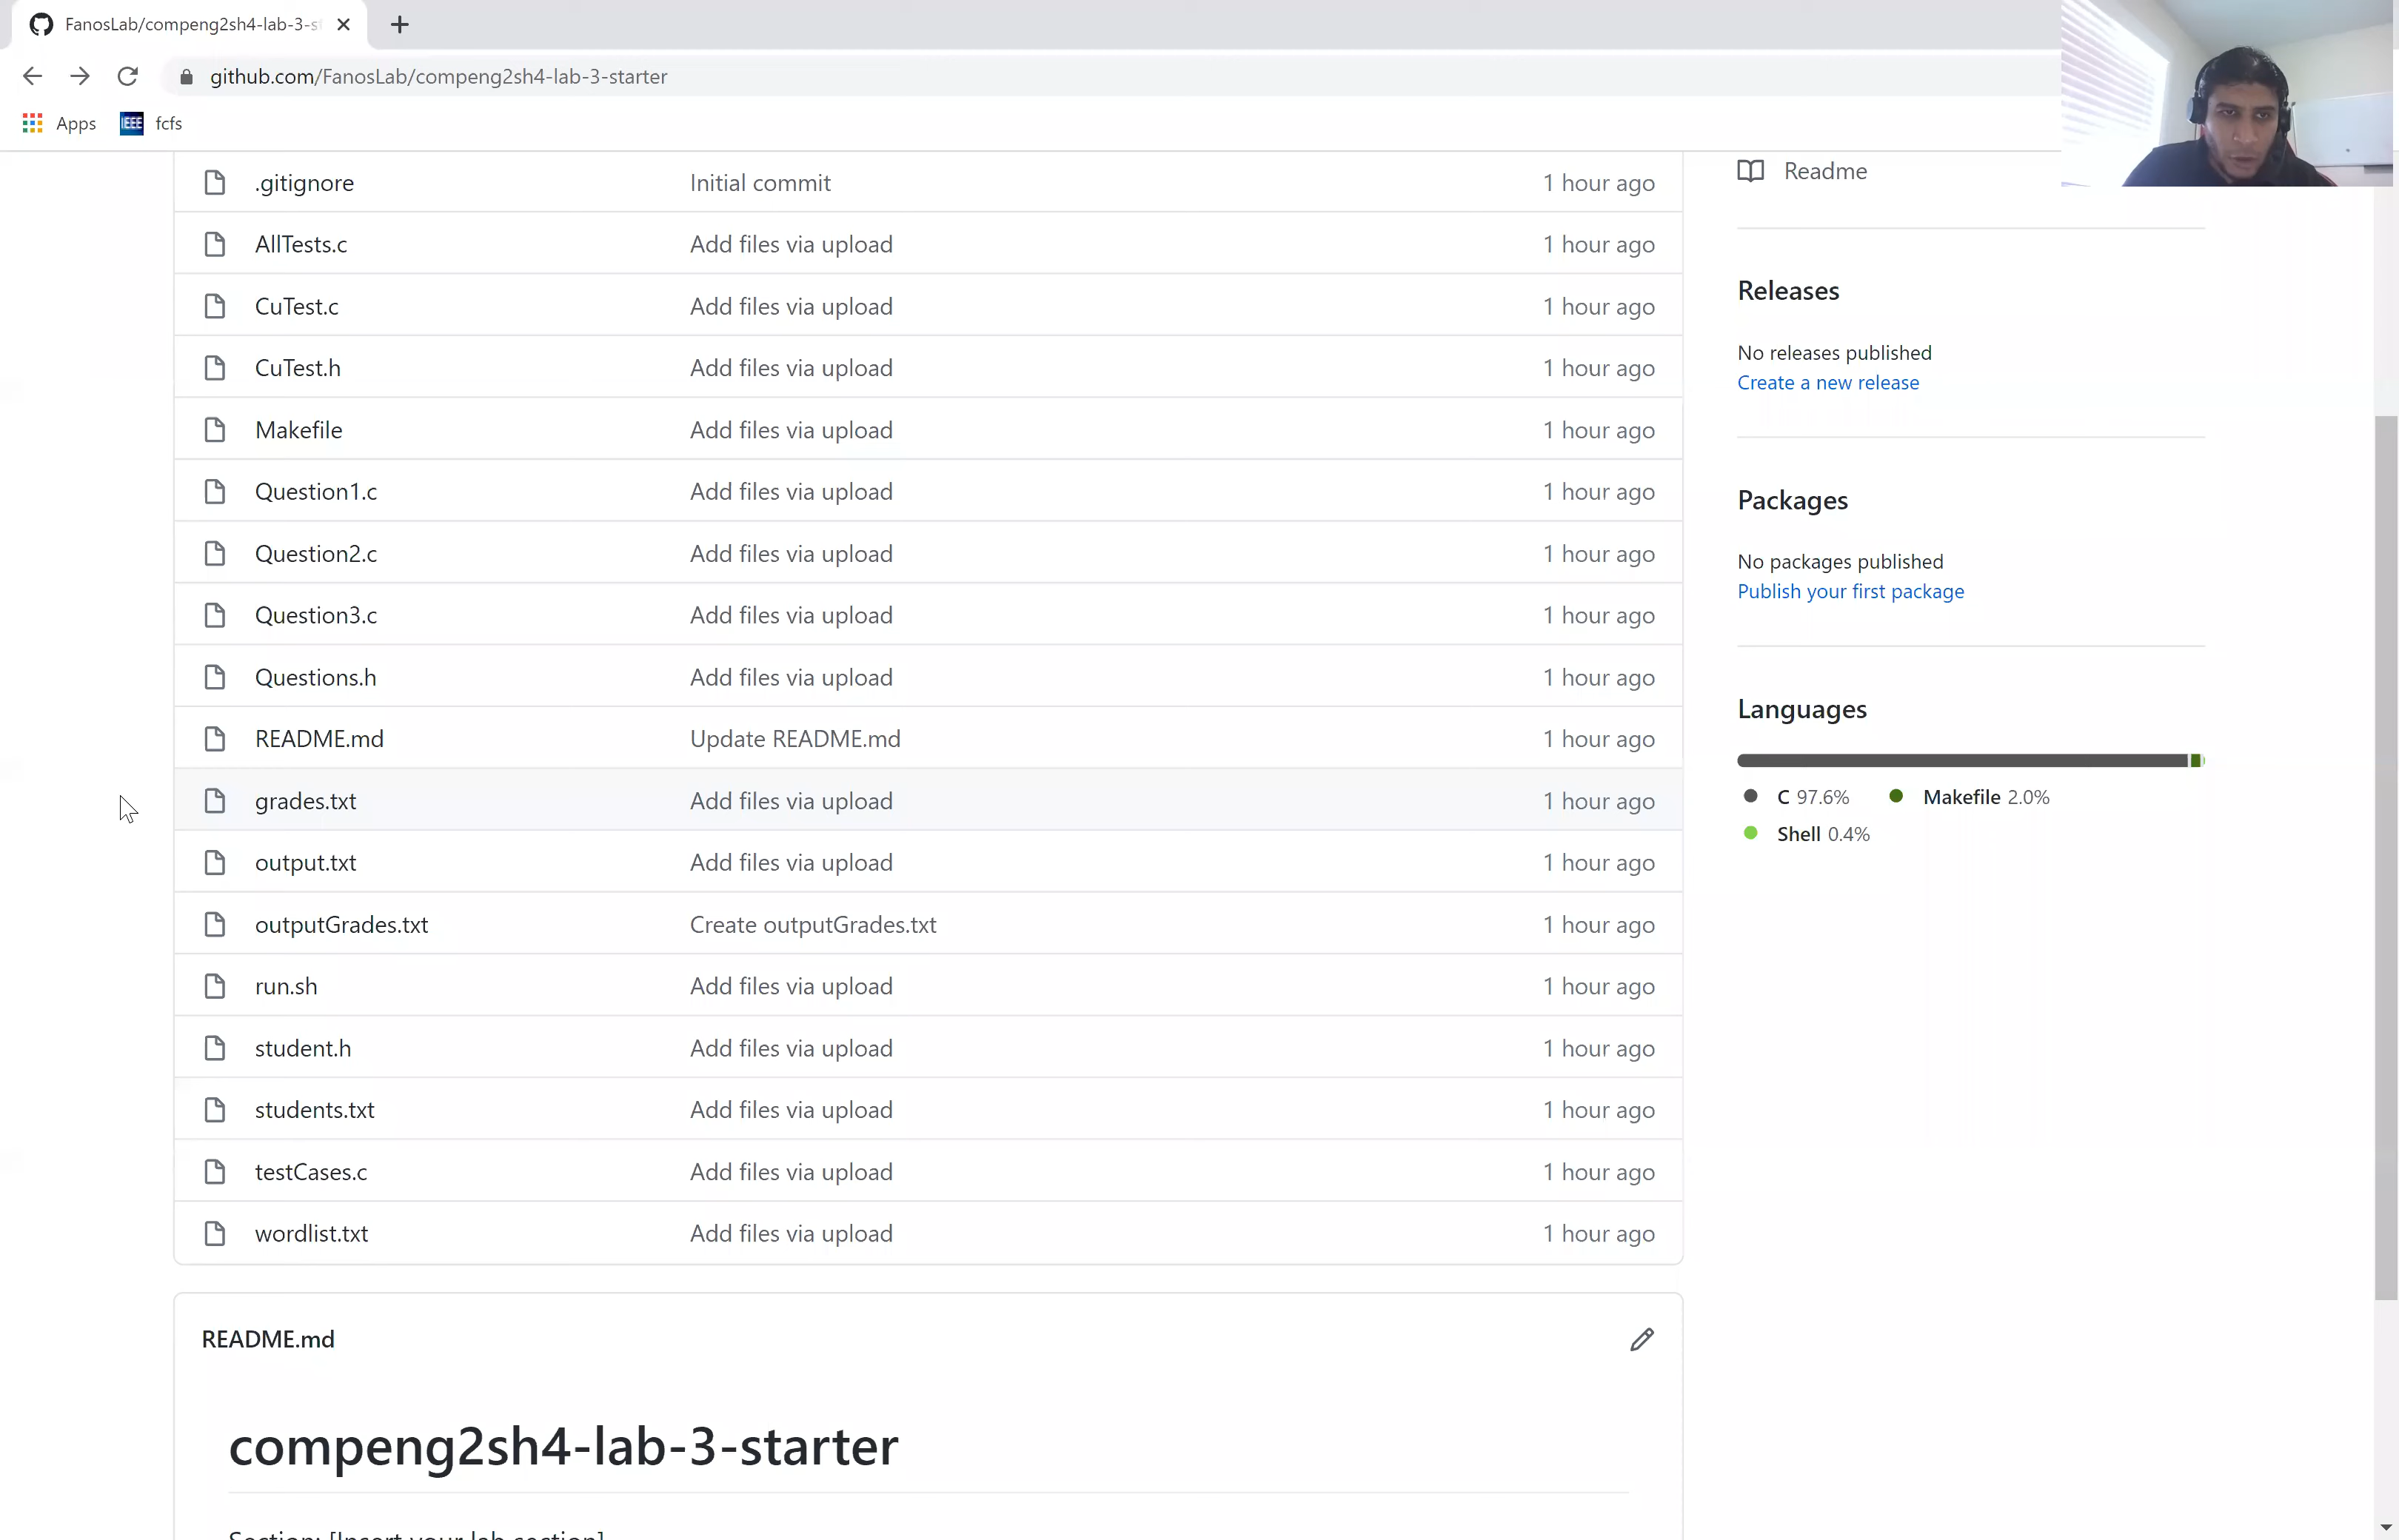 FanosLab/compeng2sh4-lab-3-st
github.com/FanosLab/compeng2sh4-lab-3-starter
Apps IEEE fcfs
.gitignore Initial commit 1 hour ago
AllTests.c Add files via upload 1 hour ago
CuTest.c Add files via upload 1 hour ago
CuTest.h Add files via upload 1 hour ago
Makefile Add files via upload 1 hour ago
Question1.c Add files via upload 1 hour ago
Question2.c Add files via upload 1 hour ago
Question3.c Add files via upload 1 hour ago
Questions.h Add files via upload 1 hour ago
README.md Update README.md 1 hour ago
grades.txt Add files via upload 1 hour ago
output.txt Add files via upload 1 hour ago
outputGrades.txt Create outputGrades.txt 1 hour ago
run.sh Add files via upload 1 hour ago
student.h Add files via upload 1 hour ago
students.txt Add files via upload 1 hour ago
testCases.c Add files via upload 1 hour ago
wordlist.txt Add files via upload 1 hour ago
README.md
compeng2sh4-lab-3-starter
Section: [Insert your lab section]
Readme
Releases
No releases published
Create a new release
Packages
No packages published
Publish your first package
Languages
C 97.6% Makefile 2.0%
Shell 0.4%